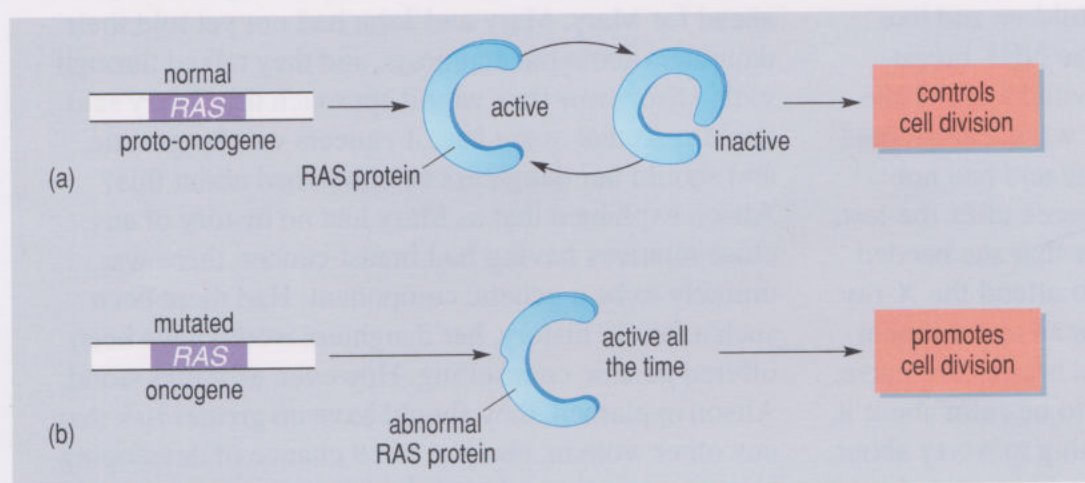 normal
RAS
proto-oncogene
(a)
RAS protein
active
inactive
controls
cell division
mutated
RAS
oncogene
(b)
abnormal
RAS protein
active all
the time
promotes
cell division